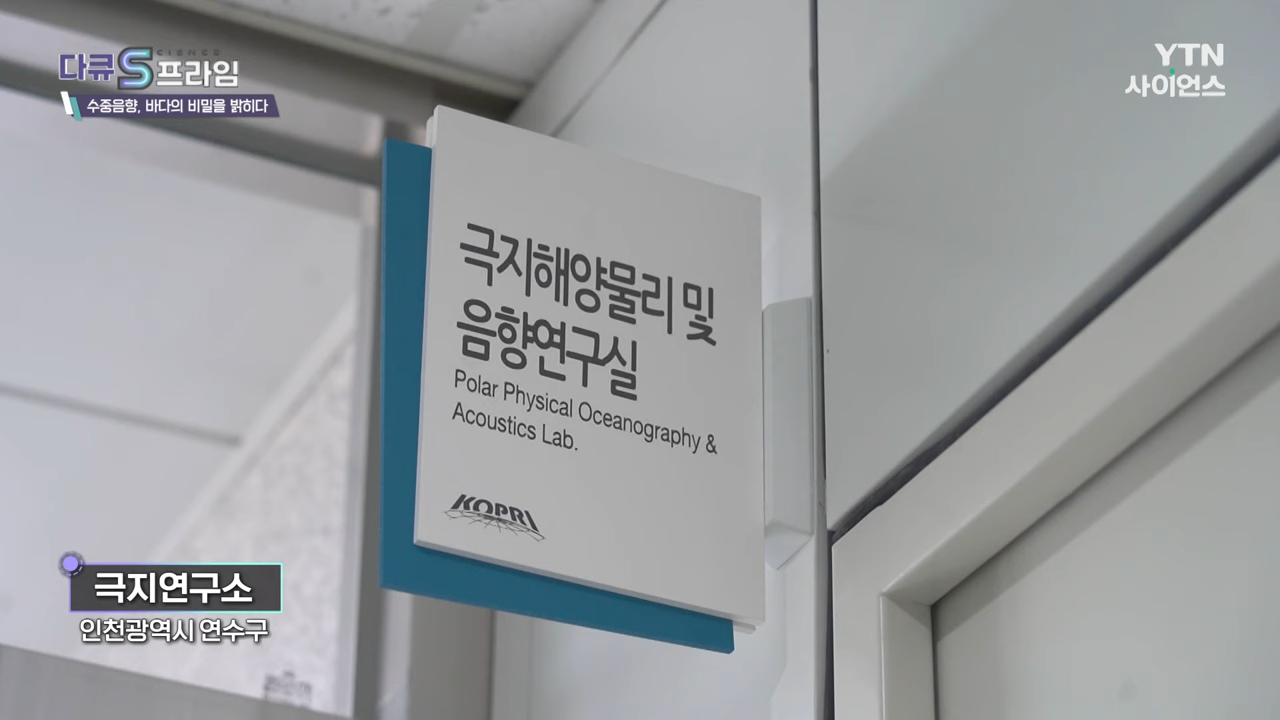 다큐 S 프라임
SCIENCE
수중음향, 바다의 비밀을 밝히다
YTN
사이언스
극지해양물리 및
음향연구실
Polar Physical Oceanography &
Acoustics Lab.
KOPRI
극지연구소
인천광역시 연수구